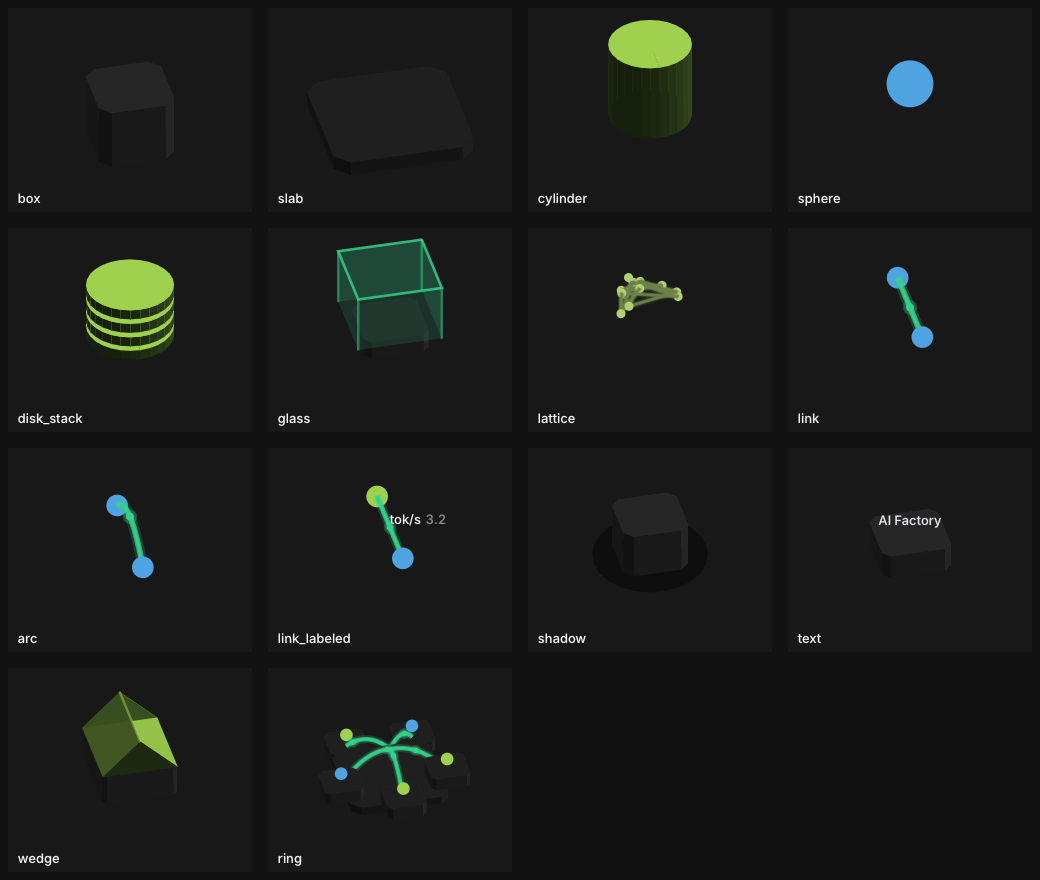 box
slab
cylinder
sphere
disk_stack
glass
lattice
link
tok/s 3.2
AI Factory
arc
link_labeled
shadow
text
wedge
ring